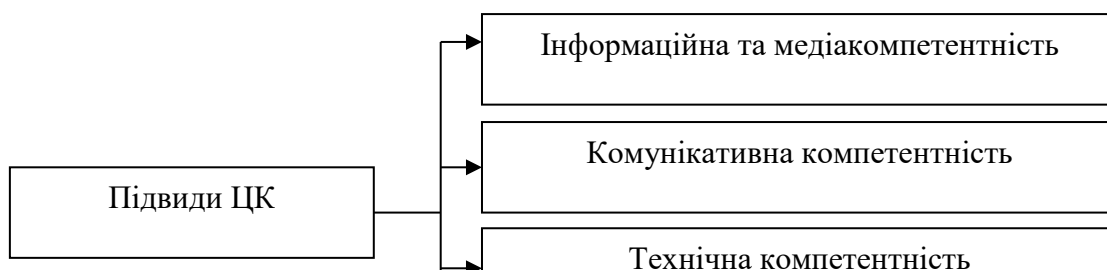 Інформаційна та медіакомпетентність
Комунікативна компетентність
Підвиди ЦК
Технічна компетентність